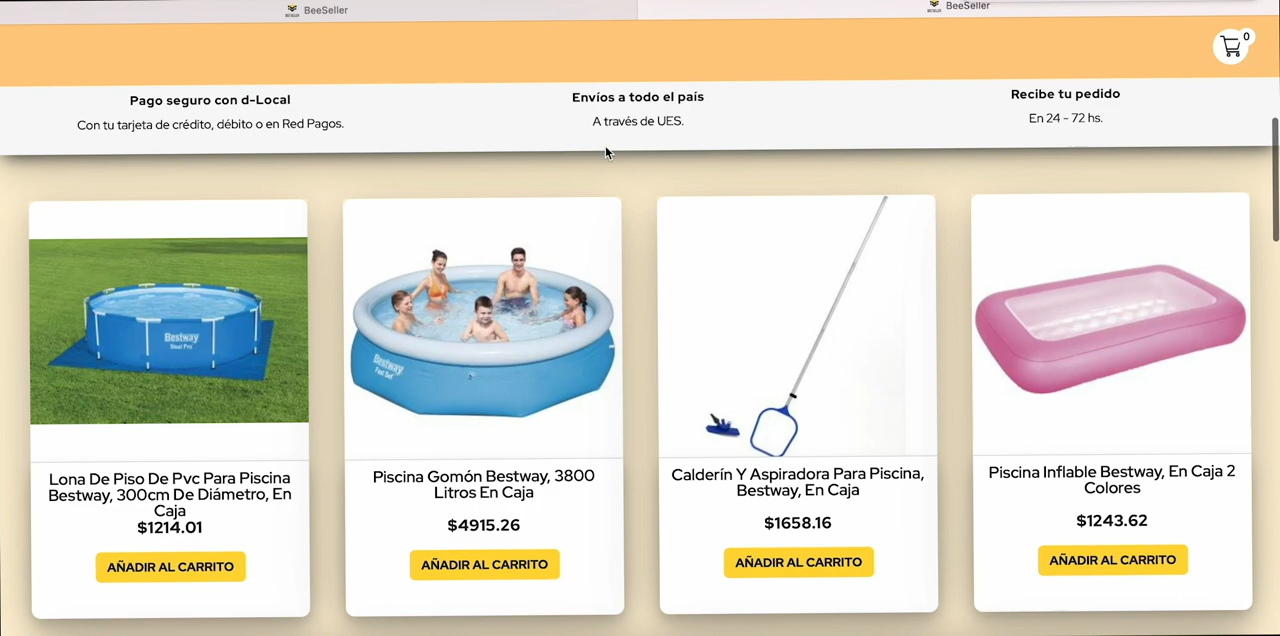 BeeSeller
BeeSeller
0
Pago seguro con d-Local
Con tu tarjeta de crédito, débito o en Red Pagos.
Envíos a todo el país
A través de UES.
Recibe tu pedido
En 24 - 72 hs.
Bestway
Steel Pro
Lona De Piso De Pvc Para Piscina
Bestway, 300cm De Diámetro, En
Caja
$1214.01
AÑADIR AL CARRITO
Bestway
Fast Set
Piscina Gomón Bestway, 3800
Litros En Caja
$4915.26
AÑADIR AL CARRITO
Calderín Y Aspiradora Para Piscina,
Bestway, En Caja
$1658.16
AÑADIR AL CARRITO
Piscina Inflable Bestway, En Caja 2
Colores
$1243.62
AÑADIR AL CARRITO